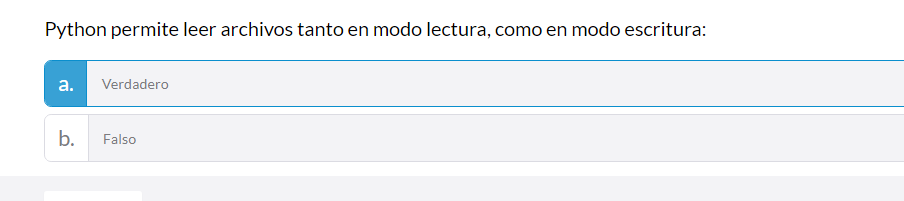 Python permite leer archivos tanto en modo lectura, como en modo escritura:
a. Verdadero
b. Falso